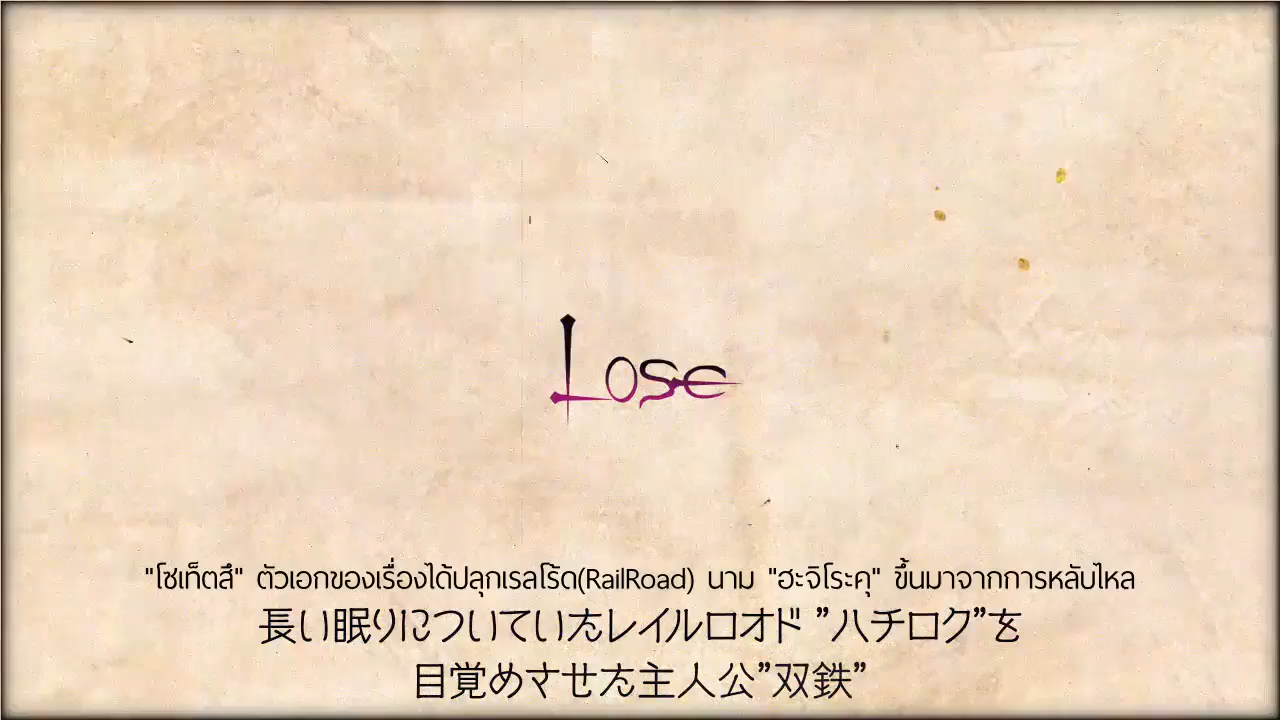 Lose
"โซเท็ตสึ" ตัวเอกของเรื่องได้ปลุกเรลโร้ด(RailRoad) นาม "ฮะจิโระคุ" ขึ้นมาจากการหลับไหล
長い眠りについていたレイルロオド ”ハチロク”を
目覚めさせた主人公”双鉄”